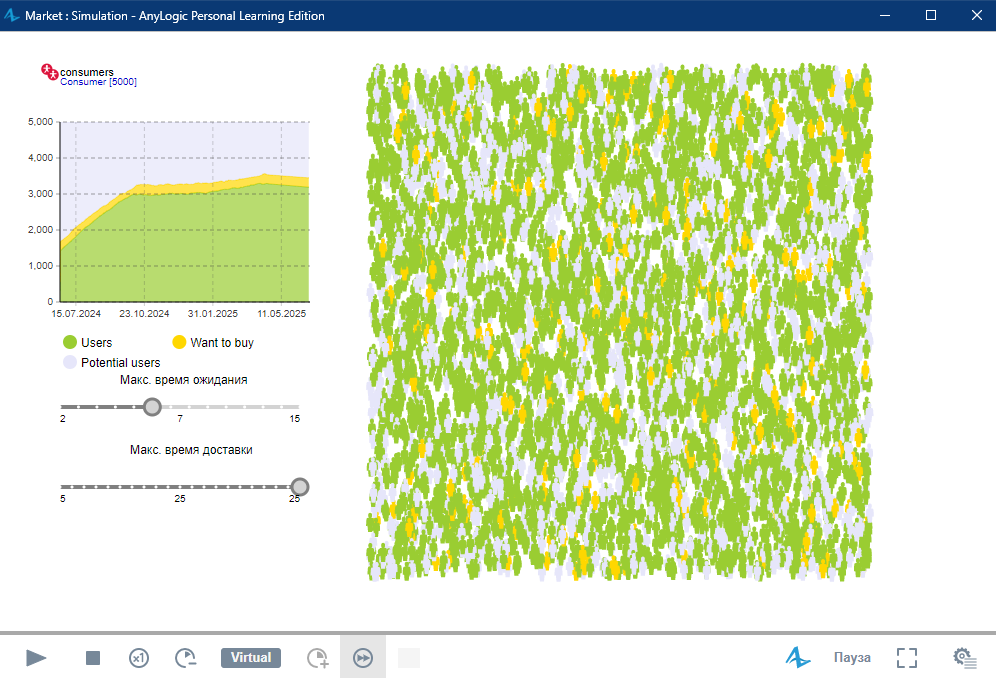 Market : Simulation - AnyLogic Personal Learning Edition
consumers
Consumer [5000]
5,000
4,000
3,000
2,000
1,000
0
15.07.2024 23.10.2024 31.01.2025 11.05.2025
Users Want to buy
Potential users
Макс. время ожидания
2 7 15
Макс. время доставки
5 25 25
x1 Virtual Пауза